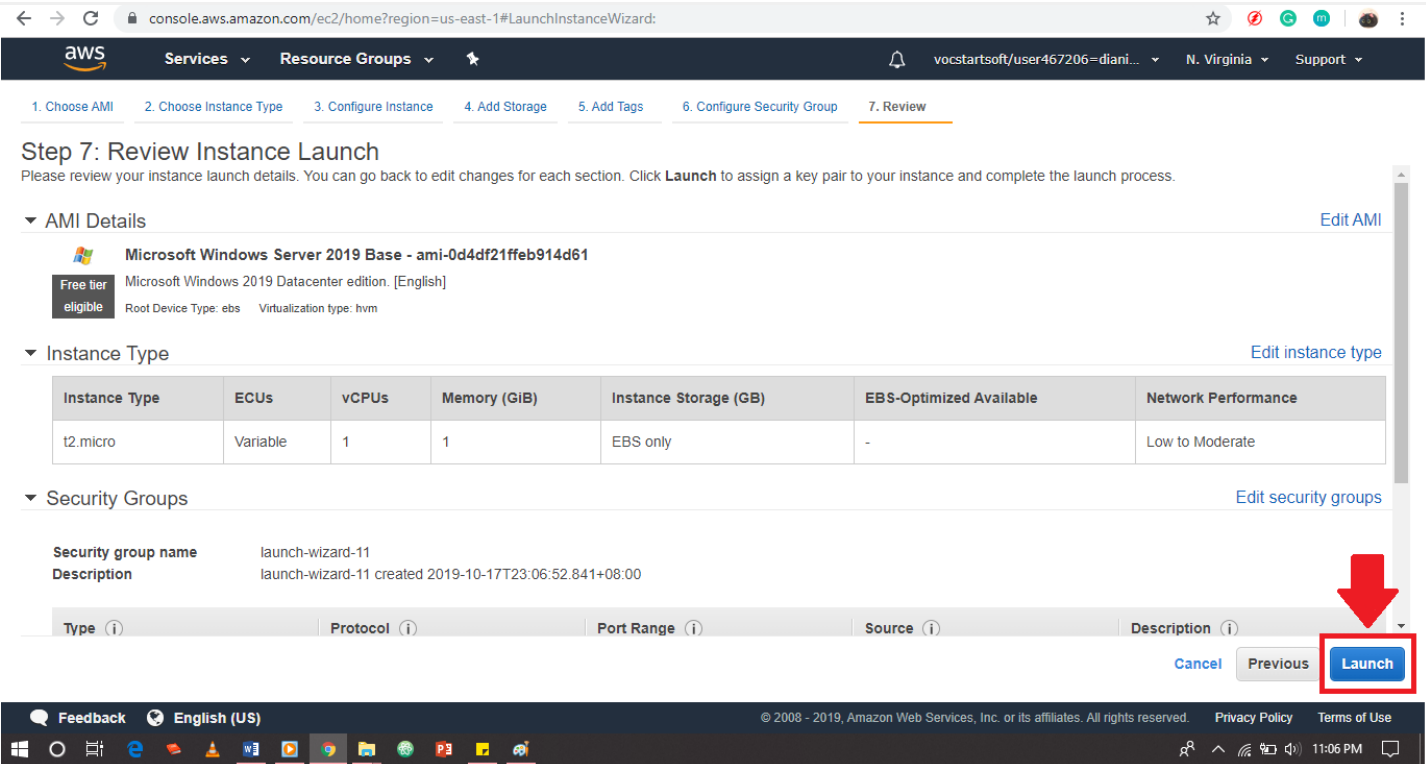 console.aws.amazon.com/ec2/home?region=us-east-1#LaunchInstanceWizard:
aws Services Resource Groups vocstartsoft/user467206=diani... N. Virginia Support
1. Choose AMI 2. Choose Instance Type 3. Configure Instance 4. Add Storage 5. Add Tags 6. Configure Security Group 7. Review
Step 7: Review Instance Launch
Please review your instance launch details. You can go back to edit changes for each section. Click Launch to assign a key pair to your instance and complete the launch process.
AMI Details Edit AMI
Microsoft Windows Server 2019 Base - ami-0d4df21ffeb914d61
Free tier eligible
Microsoft Windows 2019 Datacenter edition. [English]
Root Device Type: ebs Virtualization type: hvm
Instance Type Edit instance type
Instance Type ECUs vCPUs Memory (GiB) Instance Storage (GB) EBS-Optimized Available Network Performance
t2.micro Variable 1 1 EBS only - Low to Moderate
Security Groups Edit security groups
Security group name launch-wizard-11
Description launch-wizard-11 created 2019-10-17T23:06:52.841+08:00
Type Protocol Port Range Source Description
Cancel Previous Launch
Feedback English (US) © 2008 - 2019, Amazon Web Services, Inc. or its affiliates. All rights reserved. Privacy Policy Terms of Use
11:06 PM